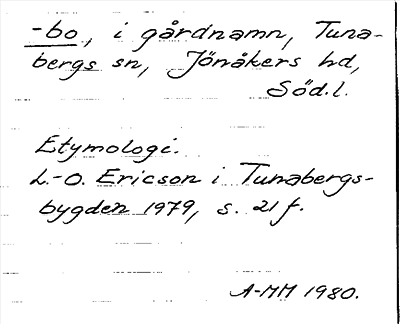 -bo, i gårdnamn, Tuna-
bergs sn, Jönåkers hd,
Söd.l.
Etymologi.
L.-O. Ericson i Tunabergs-
bygden 1979, s. 21 f.
A-MM 1980.